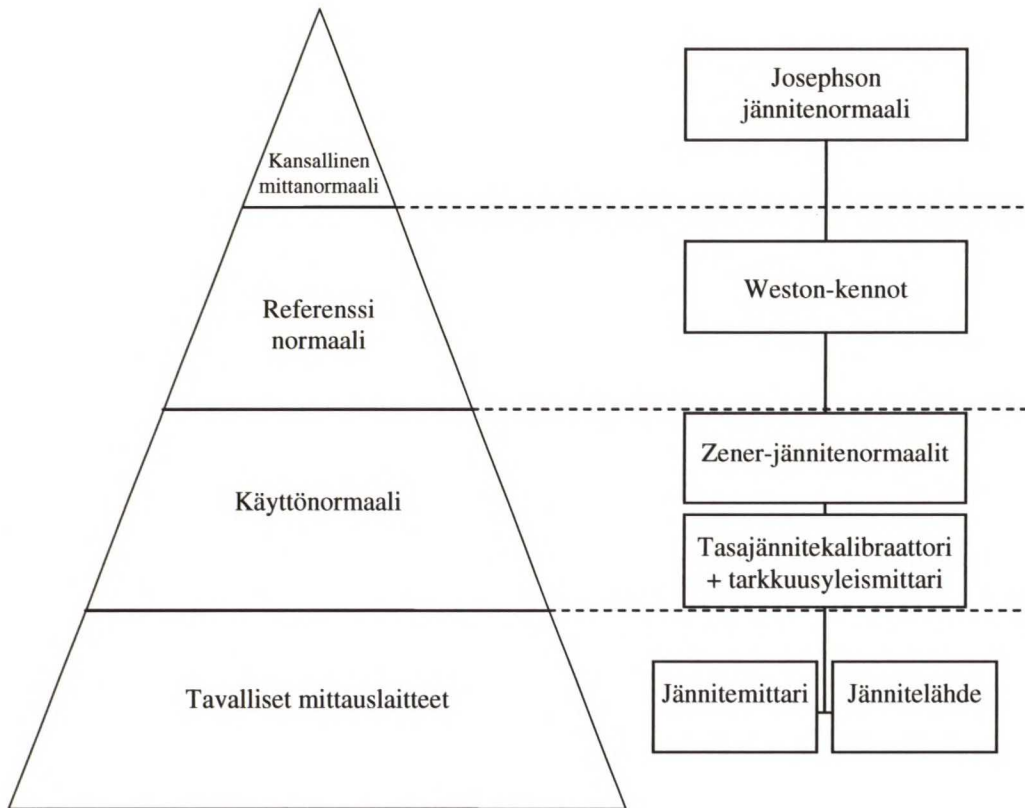 Josephson
jännitenormaali
Kansallinen
mittanormaali
Weston-kennot
Referenssi
normaali
Zener-jännitenormaalit
Käyttönormaali
Tasajännitekalibraattori
+ tarkkuusyleismittari
Tavalliset mittauslaitteet
Jännitemittari
Jännitelähde